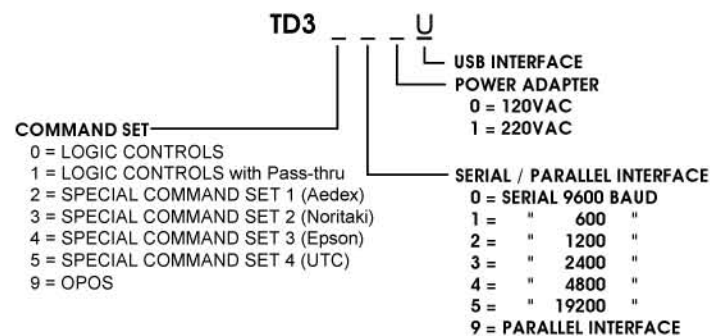 TD3 _ _ _ U
USB INTERFACE
POWER ADAPTER
0 = 120VAC
1 = 220VAC
COMMAND SET
0 = LOGIC CONTROLS
1 = LOGIC CONTROLS with Pass-thru
2 = SPECIAL COMMAND SET 1 (Aedex)
3 = SPECIAL COMMAND SET 2 (Noritaki)
4 = SPECIAL COMMAND SET 3 (Epson)
5 = SPECIAL COMMAND SET 4 (UTC)
9 = OPOS
SERIAL / PARALLEL INTERFACE
0 = SERIAL 9600 BAUD
1 = " 600 "
2 = " 1200 "
3 = " 2400 "
4 = " 4800 "
5 = " 19200 "
9 = PARALLEL INTERFACE